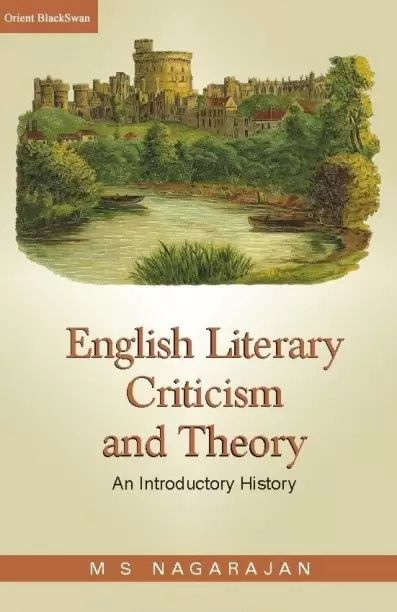 Orient BlackSwan
English Literary
Criticism
and Theory
An Introductory History
M S NAGARAJAN